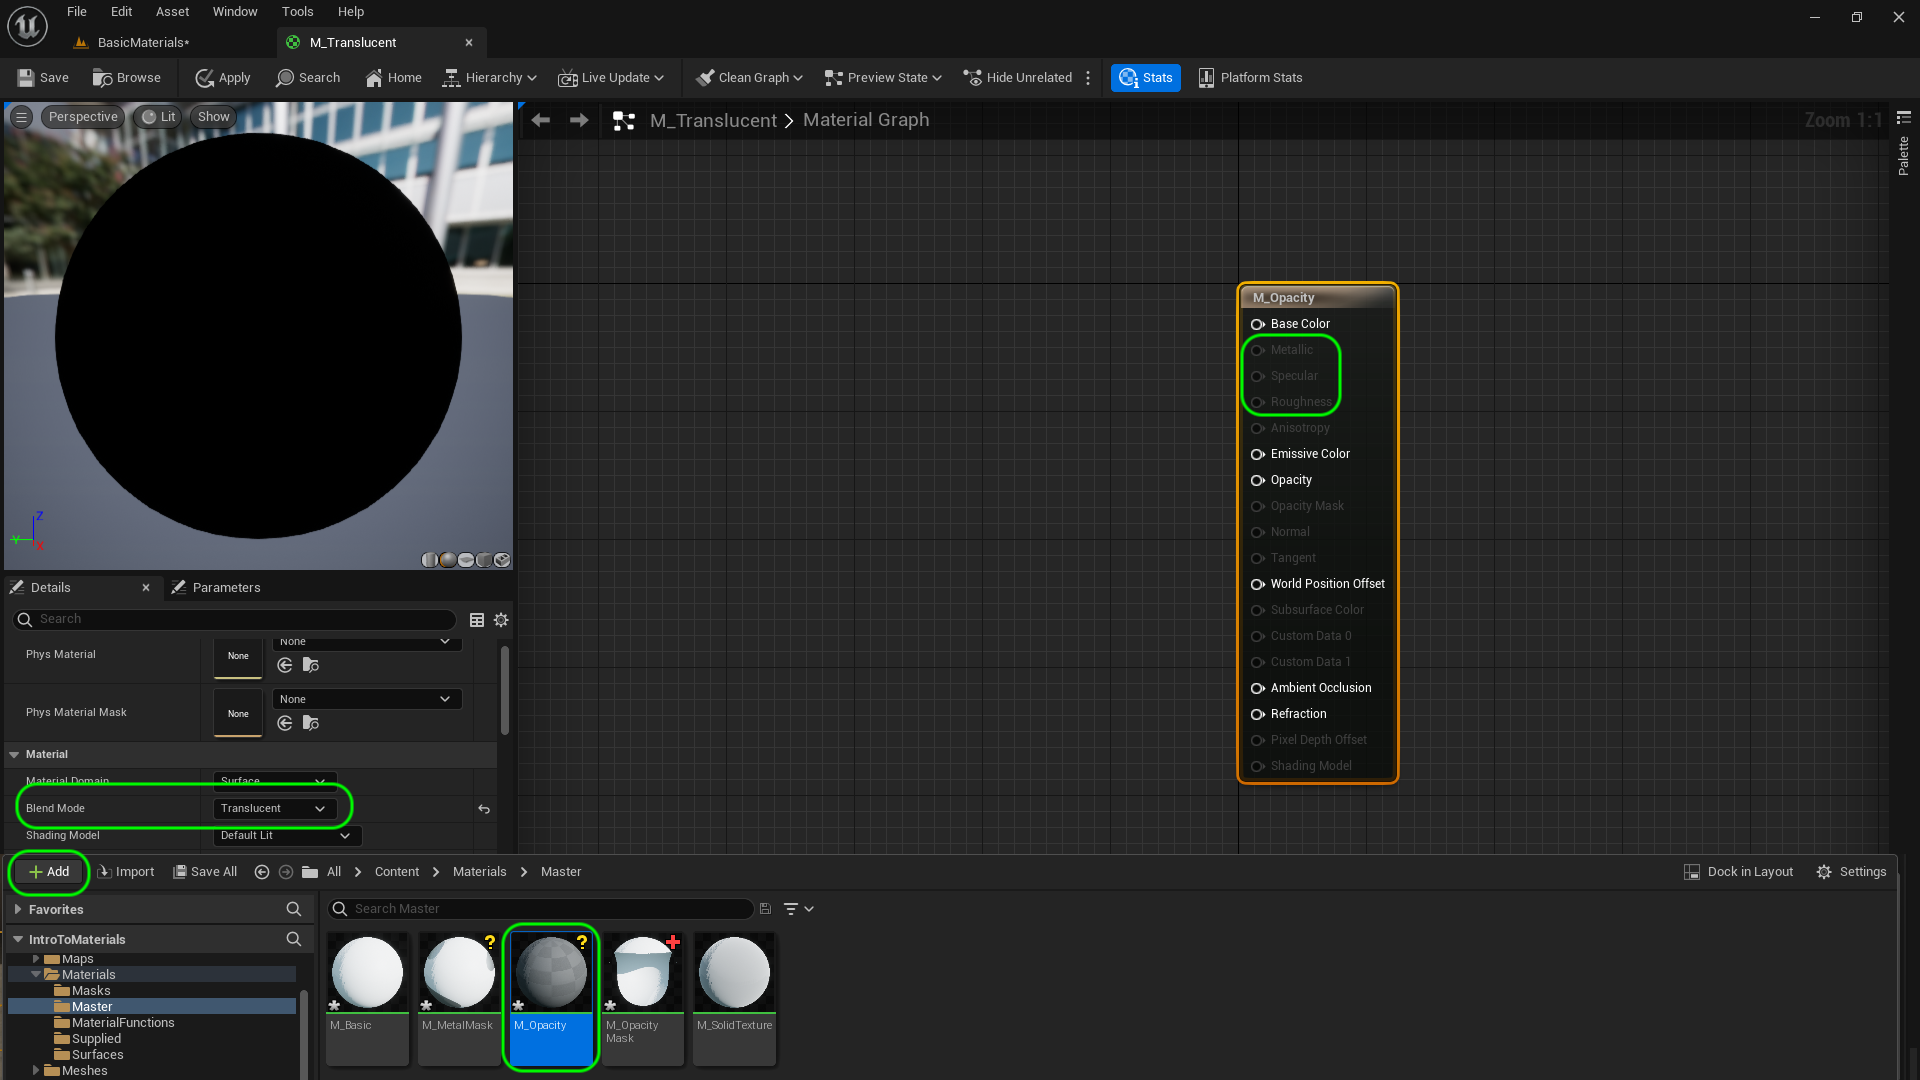 File Edit Asset Window Tools Help
BasicMaterials* M_Translucent
Save Browse Apply Search Home Hierarchy Live Update Clean Graph Preview State Hide Unrelated Stats Platform Stats
Perspective Lit Show
M_Translucent > Material Graph Zoom 1:1
Palette
M_Opacity
Base Color
Metallic
Specular
Roughness
Anisotropy
Emissive Color
Opacity
Opacity Mask
Normal
Tangent
World Position Offset
Subsurface Color
Custom Data 0
Custom Data 1
Ambient Occlusion
Refraction
Pixel Depth Offset
Shading Model
Z
Y
X
Details Parameters
Search
Phys Material None None
Phys Material Mask None None
Material
Material Domain Surface
Blend Mode Translucent
Shading Model Default Lit
+ Add Import Save All All > Content > Materials > Master Dock in Layout Settings
Favorites
Search Master
IntroToMaterials
Maps
Materials
Masks
Master
MaterialFunctions
Supplied
Surfaces
Meshes
M_Basic
M_MetalMask
M_Opacity
M_Opacity
Mask
M_SolidTexture